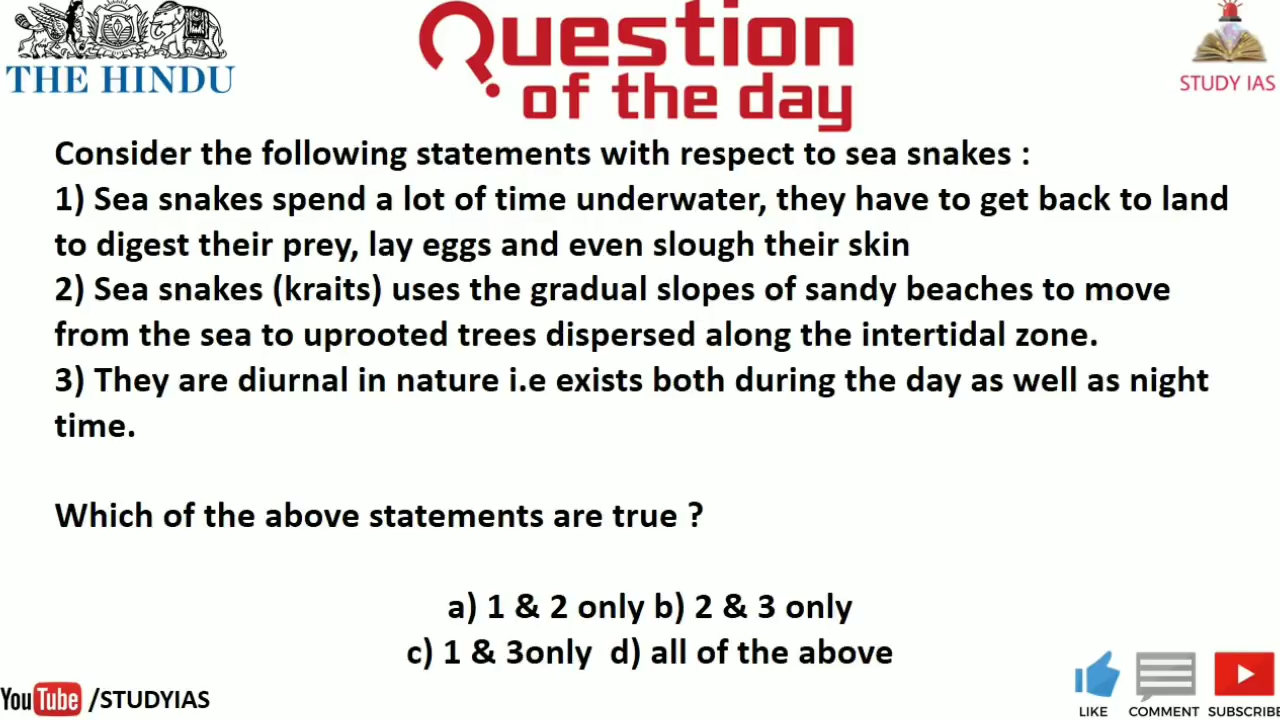 THE HINDU
Question
of the day
STUDY IAS
Consider the following statements with respect to sea snakes :
1) Sea snakes spend a lot of time underwater, they have to get back to land
to digest their prey, lay eggs and even slough their skin
2) Sea snakes (kraits) uses the gradual slopes of sandy beaches to move
from the sea to uprooted trees dispersed along the intertidal zone.
3) They are diurnal in nature i.e exists both during the day as well as night
time.
Which of the above statements are true ?
a) 1 & 2 only b) 2 & 3 only
c) 1 & 3only d) all of the above
YouTube /STUDYIAS
LIKE COMMENT SUBSCRIBE